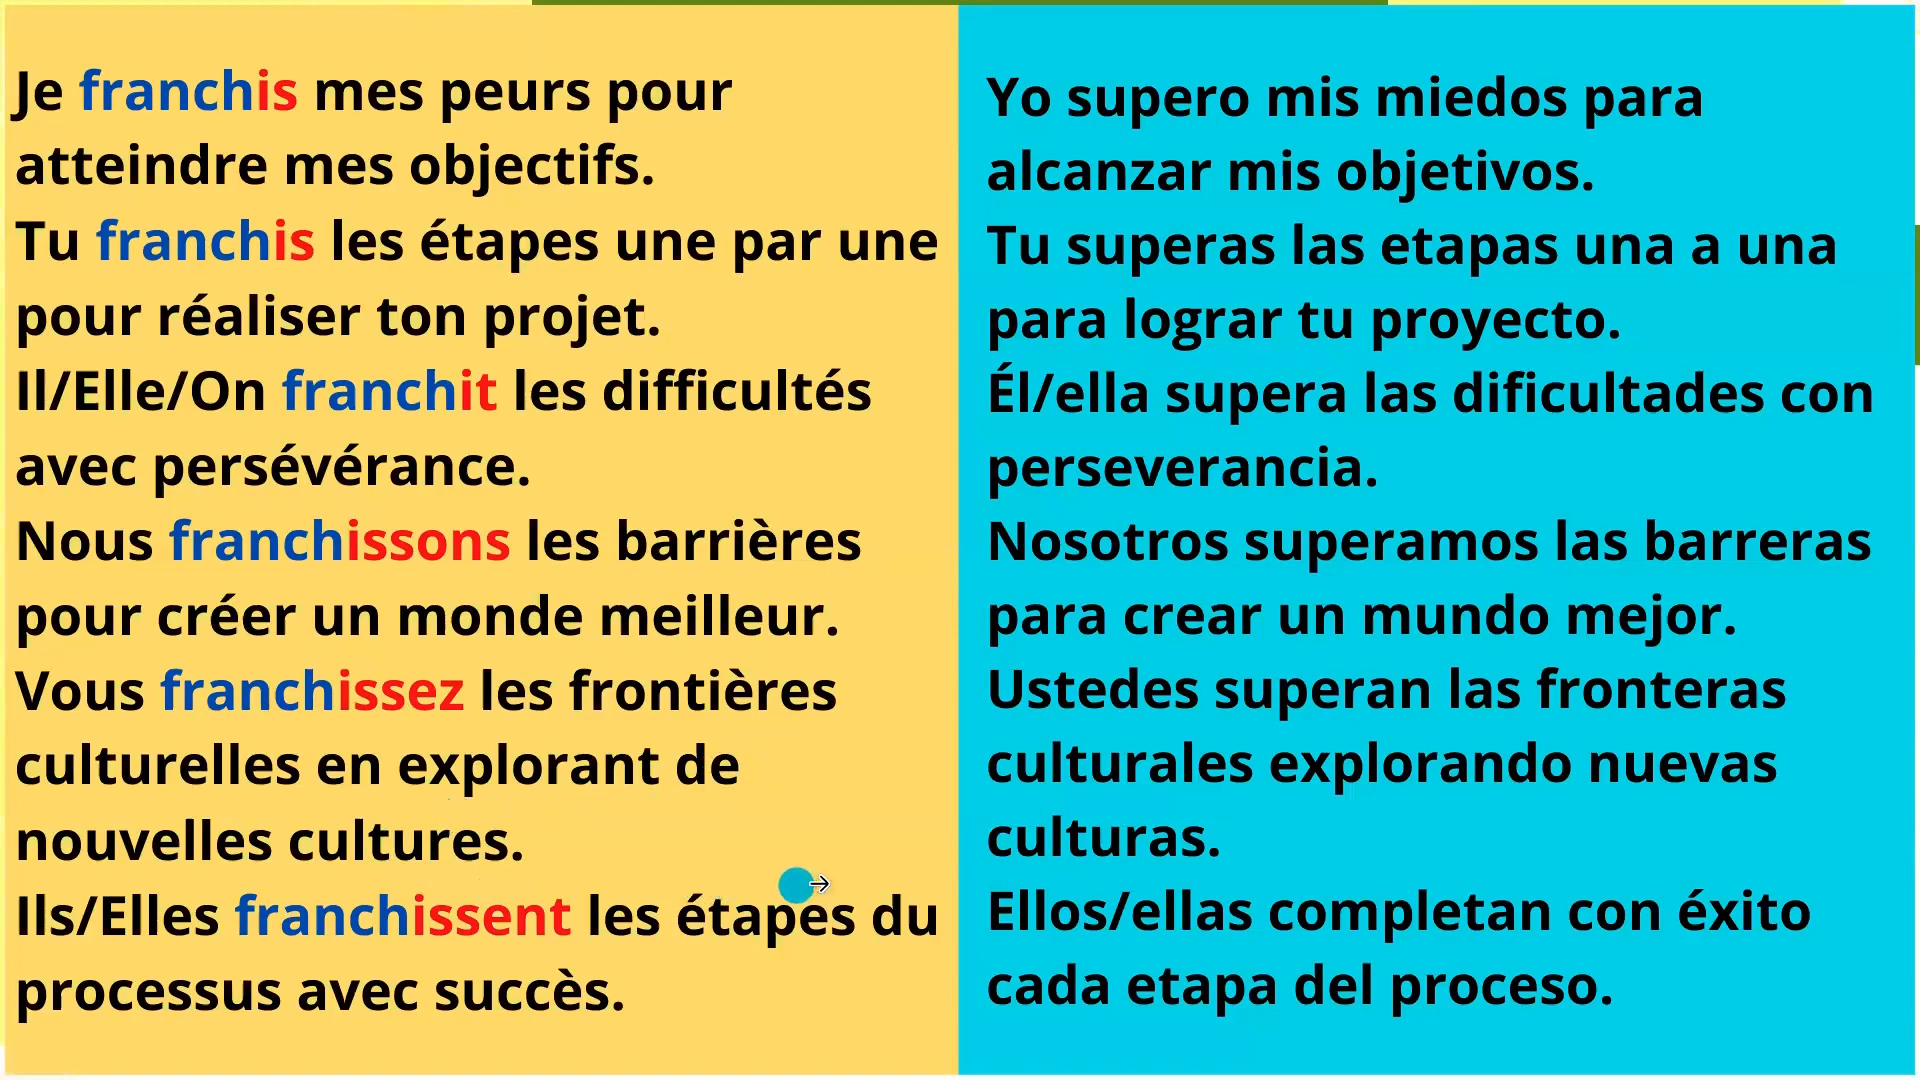 Je franchis mes peurs pour
atteindre mes objectifs.
Tu franchis les étapes une par une
pour réaliser ton projet.
Il/Elle/On franchit les difficultés
avec persévérance.
Nous franchissons les barrières
pour créer un monde meilleur.
Vous franchissez les frontières
culturelles en explorant de
nouvelles cultures.
Ils/Elles franchissent les étapes du
processus avec succès.
Yo supero mis miedos para
alcanzar mis objetivos.
Tu superas las etapas una a una
para lograr tu proyecto.
Él/ella supera las dificultades con
perseverancia.
Nosotros superamos las barreras
para crear un mundo mejor.
Ustedes superan las fronteras
culturales explorando nuevas
culturas.
Ellos/ellas completan con éxito
cada etapa del proceso.